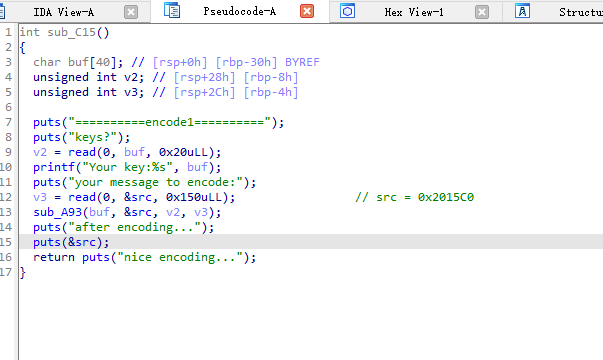 IDA View-A Pseudocode-A Hex View-1 Structu
1 int sub_C15()
2 {
3 char buf[40]; // [rsp+0h] [rbp-30h] BYREF
4 unsigned int v2; // [rsp+28h] [rbp-8h]
5 unsigned int v3; // [rsp+2Ch] [rbp-4h]
6
7 puts("==========encode1==========");
8 puts("keys?");
9 v2 = read(0, buf, 0x20uLL);
10 printf("Your key:%s", buf);
11 puts("your message to encode:");
12 v3 = read(0, &src, 0x150uLL); // src = 0x2015C0
13 sub_A93(buf, &src, v2, v3);
14 puts("after encoding...");
15 puts(&src);
16 return puts("nice encoding...");
17 }